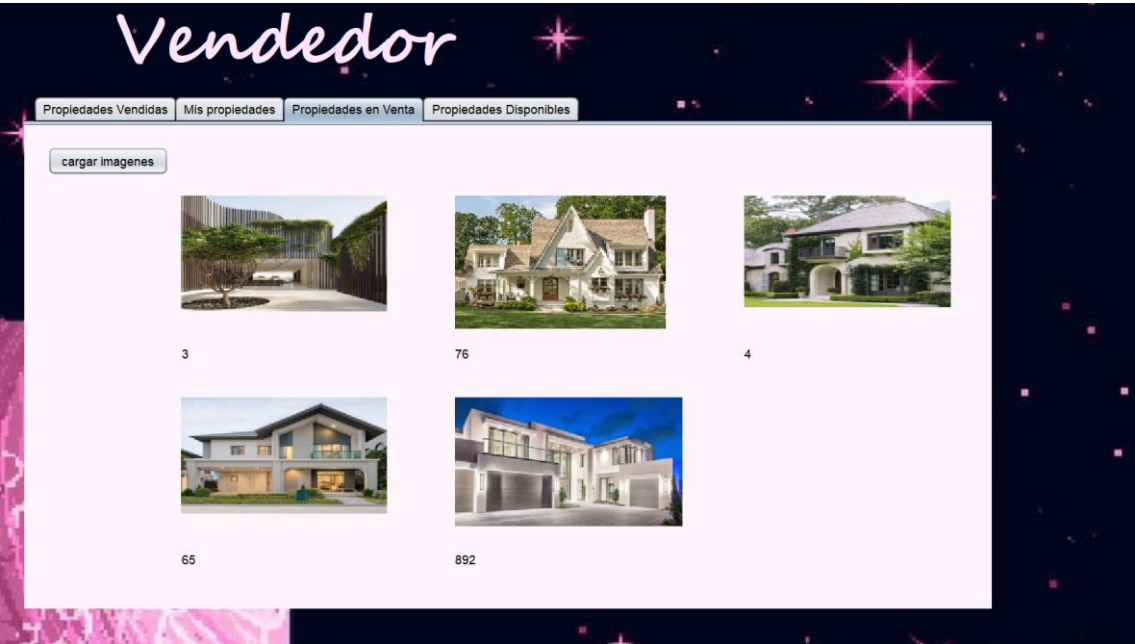 Vendedor
Propiedades Vendidas Mis propiedades Propiedades en Venta Propiedades Disponibles
cargar imagenes
3 76 4
65 892